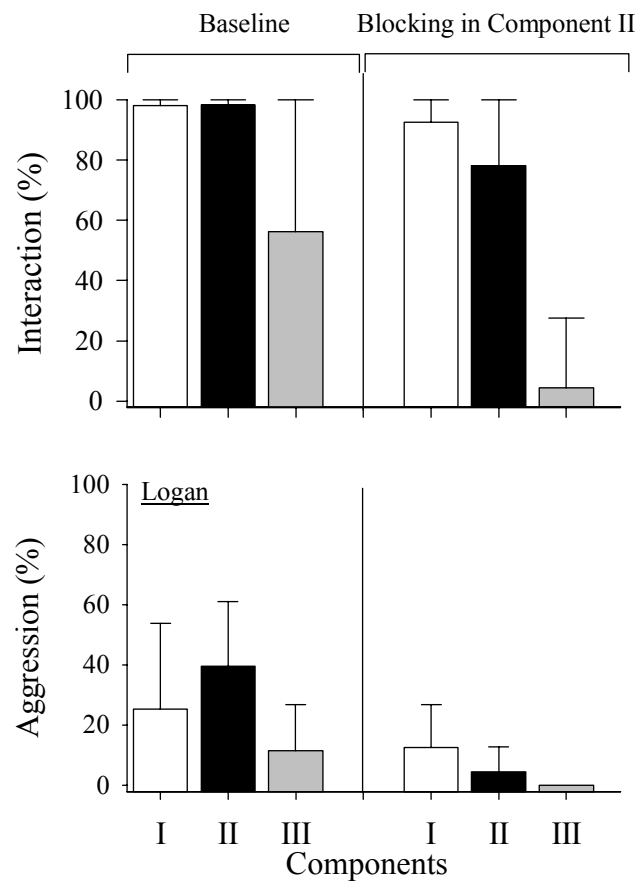 Baseline
Blocking in Component II
Interaction (%)
100
80
60
40
20
0
Aggression (%)
100
80
60
40
20
0
Logan
I II III I II III
Components